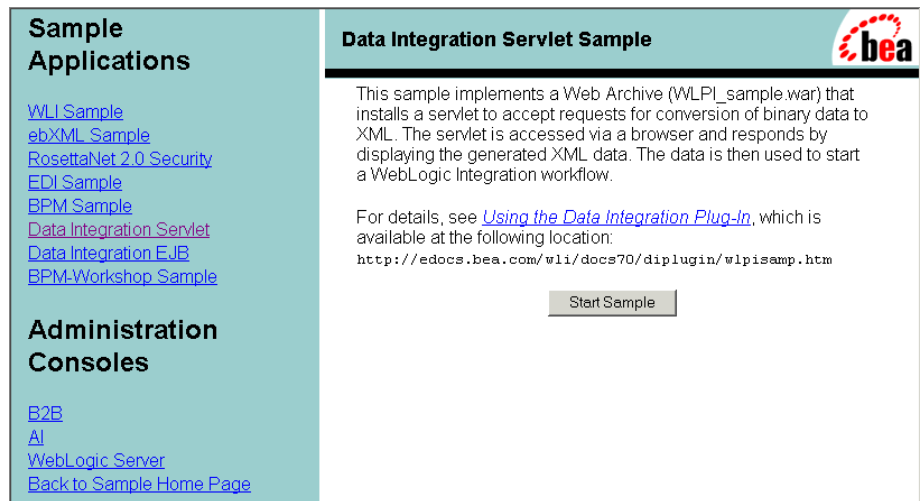 Sample
Applications
WLI Sample
ebXML Sample
RosettaNet 2.0 Security
EDI Sample
BPM Sample
Data Integration Servlet
Data Integration EJB
BPM-Workshop Sample
Administration
Consoles
B2B
AI
WebLogic Server
Back to Sample Home Page
Data Integration Servlet Sample
bea
This sample implements a Web Archive (WLPI_sample.war) that
installs a servlet to accept requests for conversion of binary data to
XML. The servlet is accessed via a browser and responds by
displaying the generated XML data. The data is then used to start
a WebLogic Integration workflow.
For details, see Using the Data Integration Plug-In, which is
available at the following location:
http://edocs.bea.com/wli/docs70/diplugin/wlpisamp.htm
Start Sample